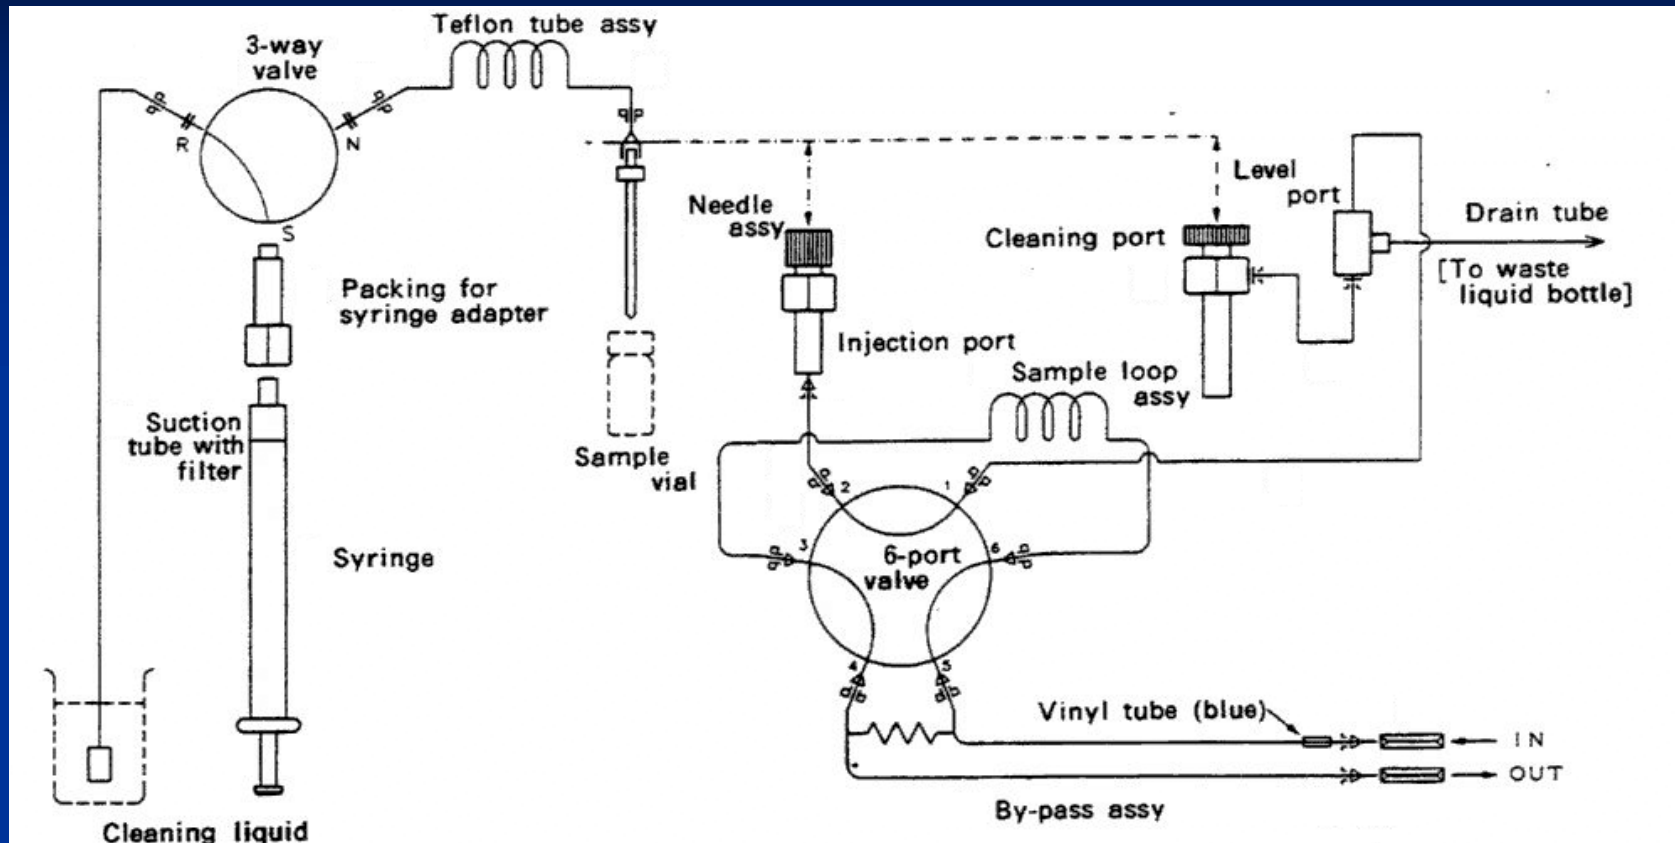 Teflon tube assy
3-way
valve
R
N
S
Packing for
syringe adapter
Suction
tube with
filter
Syringe
Cleaning liquid
Sample
vial
Needle
assy
Injection port
Cleaning port
Level
port
Drain tube
[To waste
liquid bottle]
Sample loop
assy
2
1
3
6
6-port
valve
4
5
Vinyl tube (blue)
IN
OUT
By-pass assy